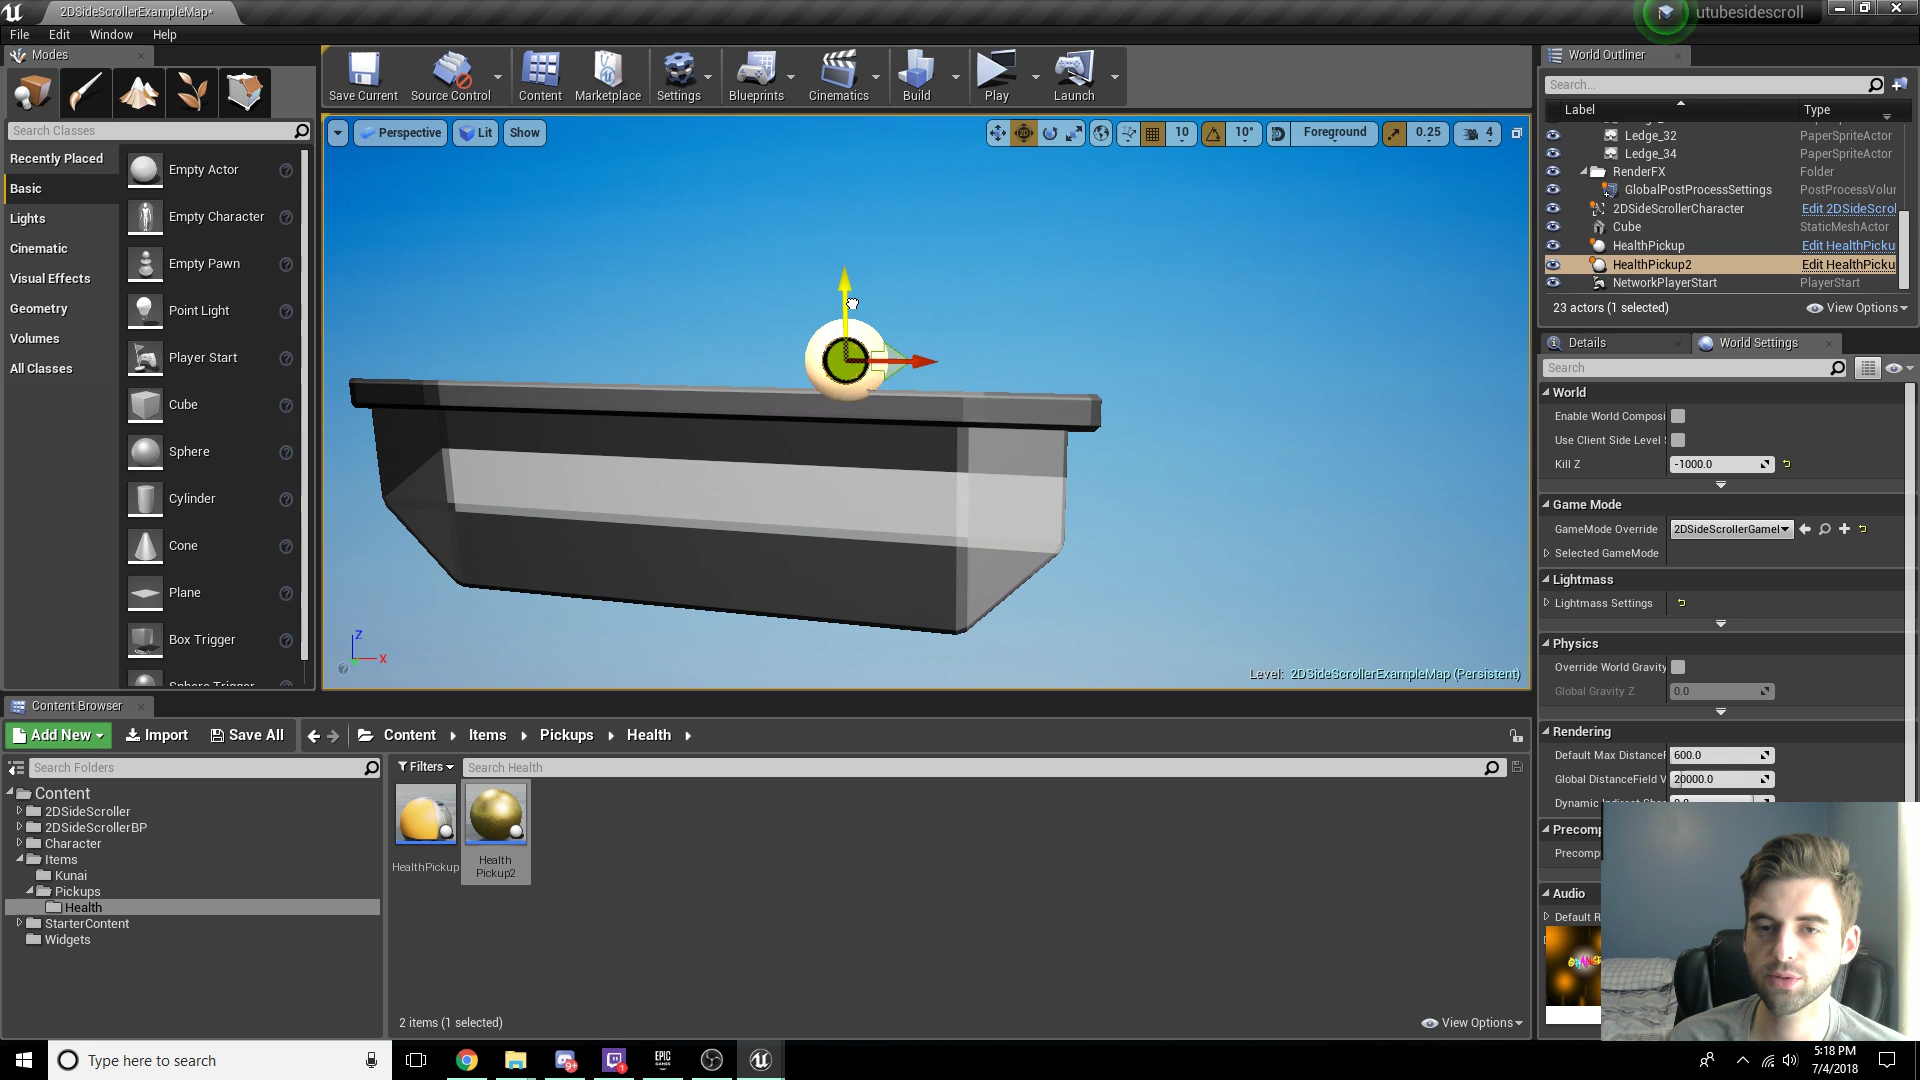 2DSideScrollerExampleMap*
utubesidescroll
File Edit Window Help
Modes
Search Classes
Recently Placed
Basic
Lights
Cinematic
Visual Effects
Geometry
Volumes
All Classes
Empty Actor
Empty Character
Empty Pawn
Point Light
Player Start
Cube
Sphere
Cylinder
Cone
Plane
Box Trigger
Sphere Trigger
Save Current
Source Control
Content
Marketplace
Settings
Blueprints
Cinematics
Build
Play
Launch
Perspective
Lit
Show
10
10°
Foreground
0.25
4
Z
X
Level: 2DSideScrollerExampleMap (Persistent)
World Outliner
Search...
Label Type
Ledge_32 PaperSpriteActor
Ledge_34 PaperSpriteActor
RenderFX Folder
GlobalPostProcessSettings PostProcessVolu
2DSideScrollerCharacter Edit 2DSideScrol
Cube StaticMeshActor
HealthPickup Edit HealthPicku
HealthPickup2 Edit HealthPicku
NetworkPlayerStart PlayerStart
23 actors (1 selected)
View Options
Details
World Settings
Search
World
Enable World Composi
Use Client Side Level
Kill Z -1000.0
Game Mode
GameMode Override 2DSideScrollerGame
Selected GameMode
Lightmass
Lightmass Settings
Physics
Override World Gravity
Global Gravity Z 0.0
Rendering
Default Max DistanceF 600.0
Global DistanceField V 20000.0
Precomp
Precomp
Audio
Default R
Content Browser
Add New
Import
Save All
Content Items Pickups Health
Search Folders
Filters
Search Health
Content
2DSideScroller
2DSideScrollerBP
Character
Items
Kunai
Pickups
Health
StarterContent
Widgets
HealthPickup
Health
Pickup2
2 items (1 selected)
View Options
Type here to search
EPIC
GAMES
5:18 PM
7/4/2018